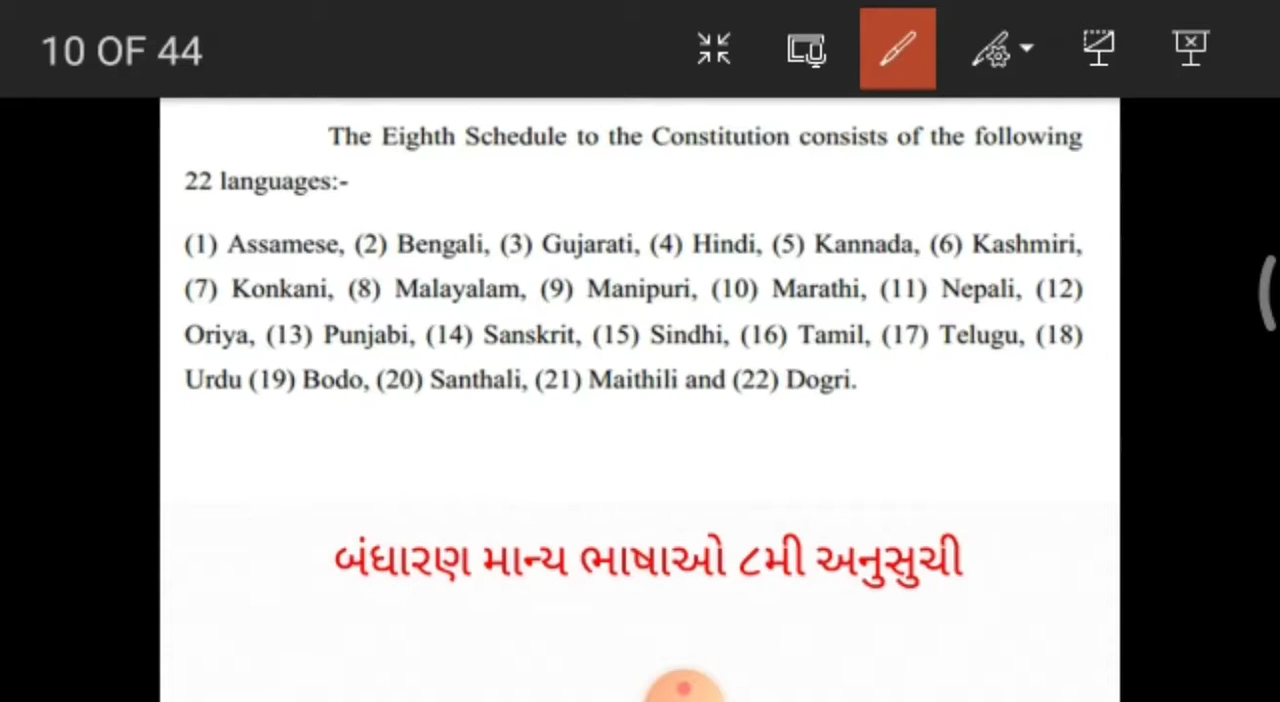 10 OF 44
The Eighth Schedule to the Constitution consists of the following
22 languages:-
(1) Assamese, (2) Bengali, (3) Gujarati, (4) Hindi, (5) Kannada, (6) Kashmiri,
(7) Konkani, (8) Malayalam, (9) Manipuri, (10) Marathi, (11) Nepali, (12)
Oriya, (13) Punjabi, (14) Sanskrit, (15) Sindhi, (16) Tamil, (17) Telugu, (18)
Urdu (19) Bodo, (20) Santhali, (21) Maithili and (22) Dogri.
બંધારણ માન્ય ભાષાઓ ૮મી અનુસુચી